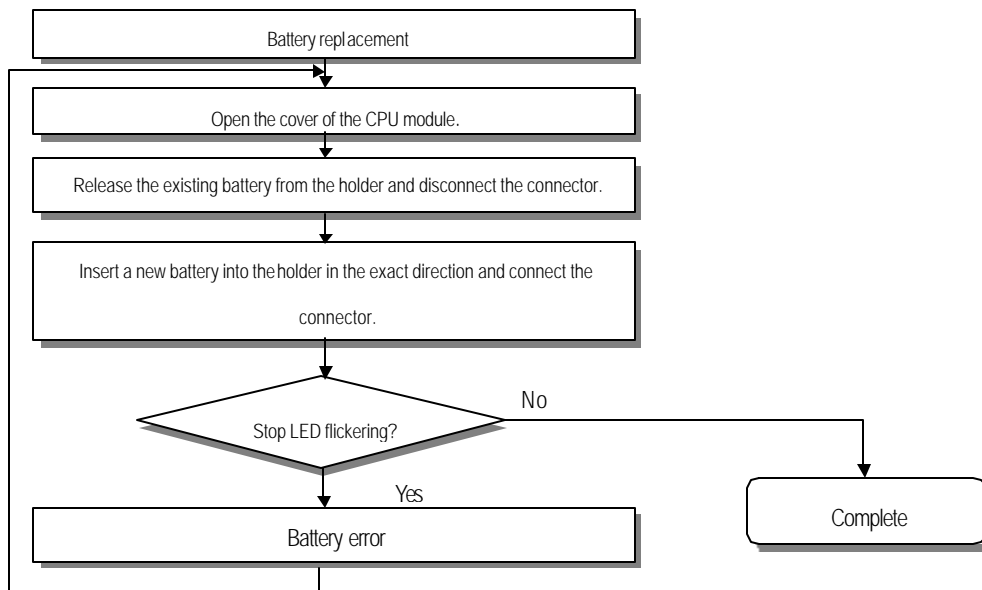 Battery replacement
Open the cover of the CPU module.
Release the existing battery from the holder and disconnect the connector.
Insert a new battery into the holder in the exact direction and connect the
connector.
No
Stop LED flickering?
Yes
Complete
Battery error